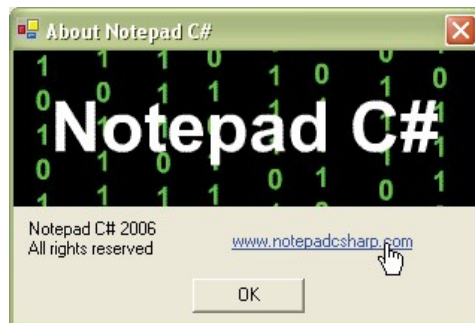 About Notepad C#
Notepad C#
Notepad C# 2006
All rights reserved
www.notepadcsharp.com
OK